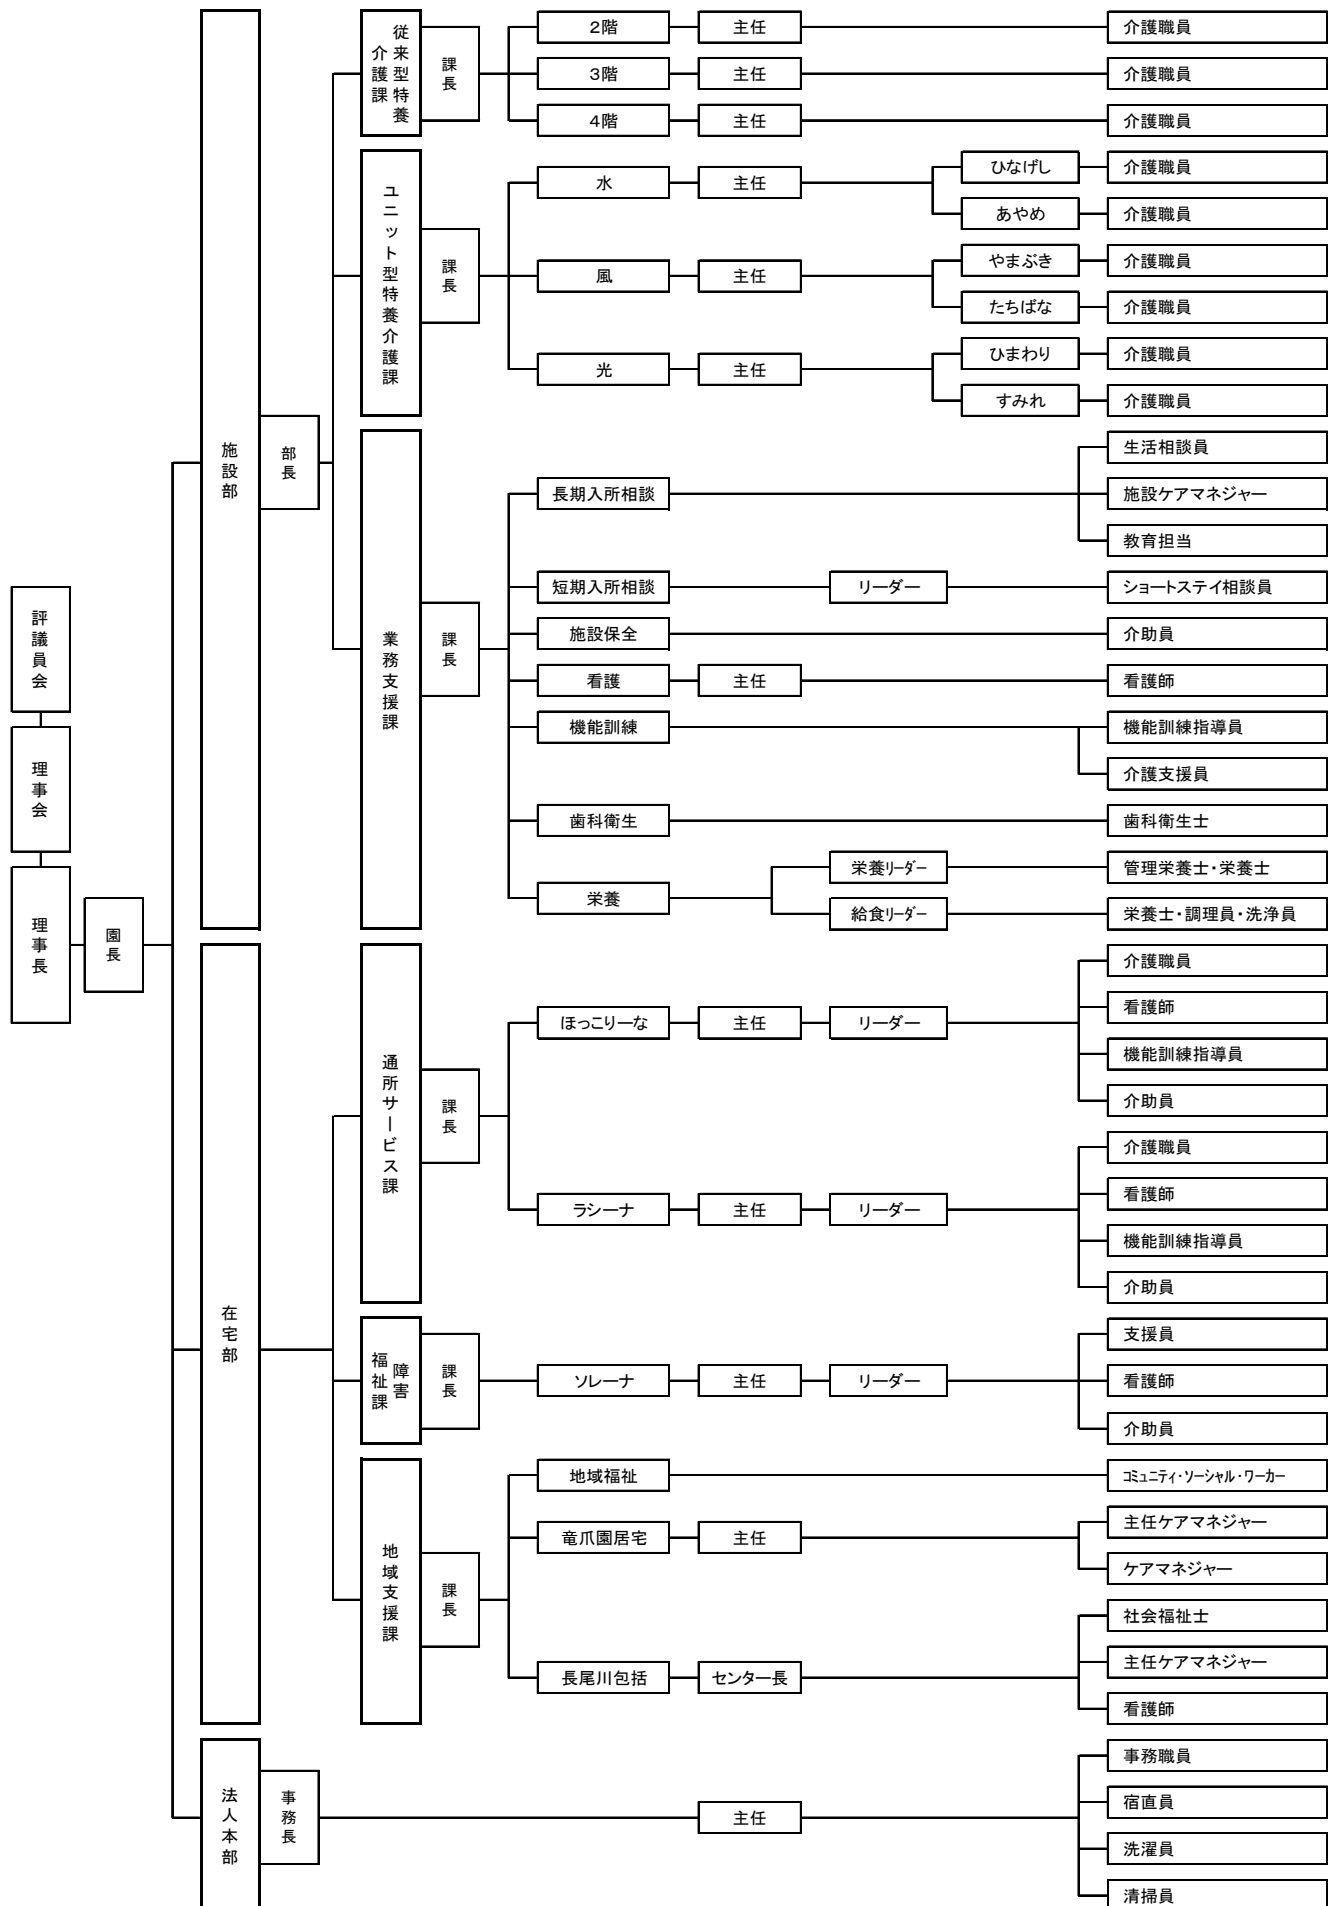 評議員会
理事会
理事長
園長
施設部
部長
従来型特養
介護課
課長
2階
主任
介護職員
3階
主任
介護職員
4階
主任
介護職員
ユニット型特養介護課
課長
水
主任
ひなげし
介護職員
あやめ
介護職員
風
主任
やまぶき
介護職員
たちばな
介護職員
光
主任
ひまわり
介護職員
すみれ
介護職員
業務支援課
課長
長期入所相談
生活相談員
施設ケアマネジャー
教育担当
短期入所相談
リーダー
ショートステイ相談員
施設保全
介助員
看護
主任
看護師
機能訓練
機能訓練指導員
介護支援員
歯科衛生
歯科衛生士
栄養
栄養リーダー
管理栄養士・栄養士
給食リーダー
栄養士・調理員・洗浄員
在宅部
通所サービス課
課長
ほっこりーな
主任
リーダー
介護職員
看護師
機能訓練指導員
介助員
ラシーナ
主任
リーダー
介護職員
看護師
機能訓練指導員
介助員
障害
福祉課
課長
ソレーナ
主任
リーダー
支援員
看護師
介助員
地域支援課
課長
地域福祉
コミュニティ・ソーシャル・ワーカー
竜爪園居宅
主任
主任ケアマネジャー
ケアマネジャー
長尾川包括
センター長
社会福祉士
主任ケアマネジャー
看護師
法人本部
事務長
主任
事務職員
宿直員
洗濯員
清掃員